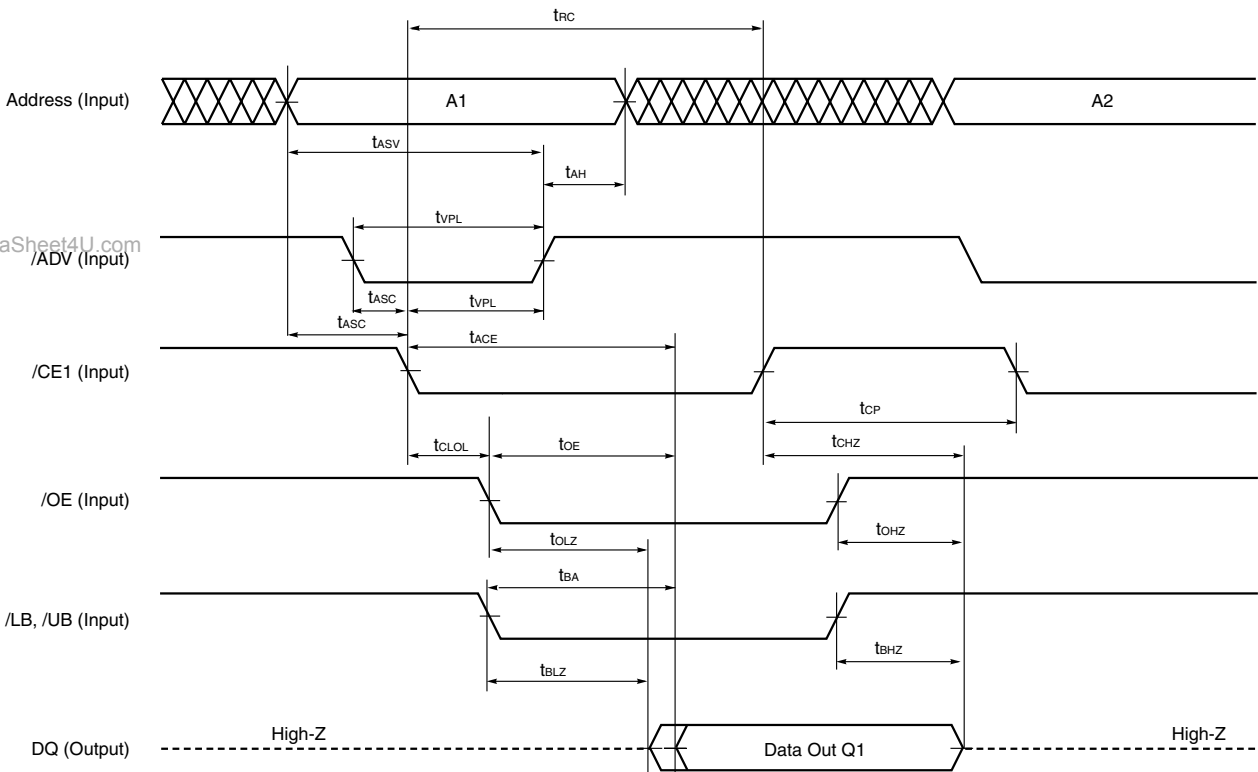 tRC
Address (Input)
A1
A2
tASV
tAH
tVPL
aSheet4U.com
/ADV (Input)
tASC
tVPL
tASC
tACE
/CE1 (Input)
tCP
tCLOL
tOE
tCHZ
/OE (Input)
tOHZ
tOLZ
tBA
/LB, /UB (Input)
tBHZ
tBLZ
High-Z
High-Z
DQ (Output)
Data Out Q1